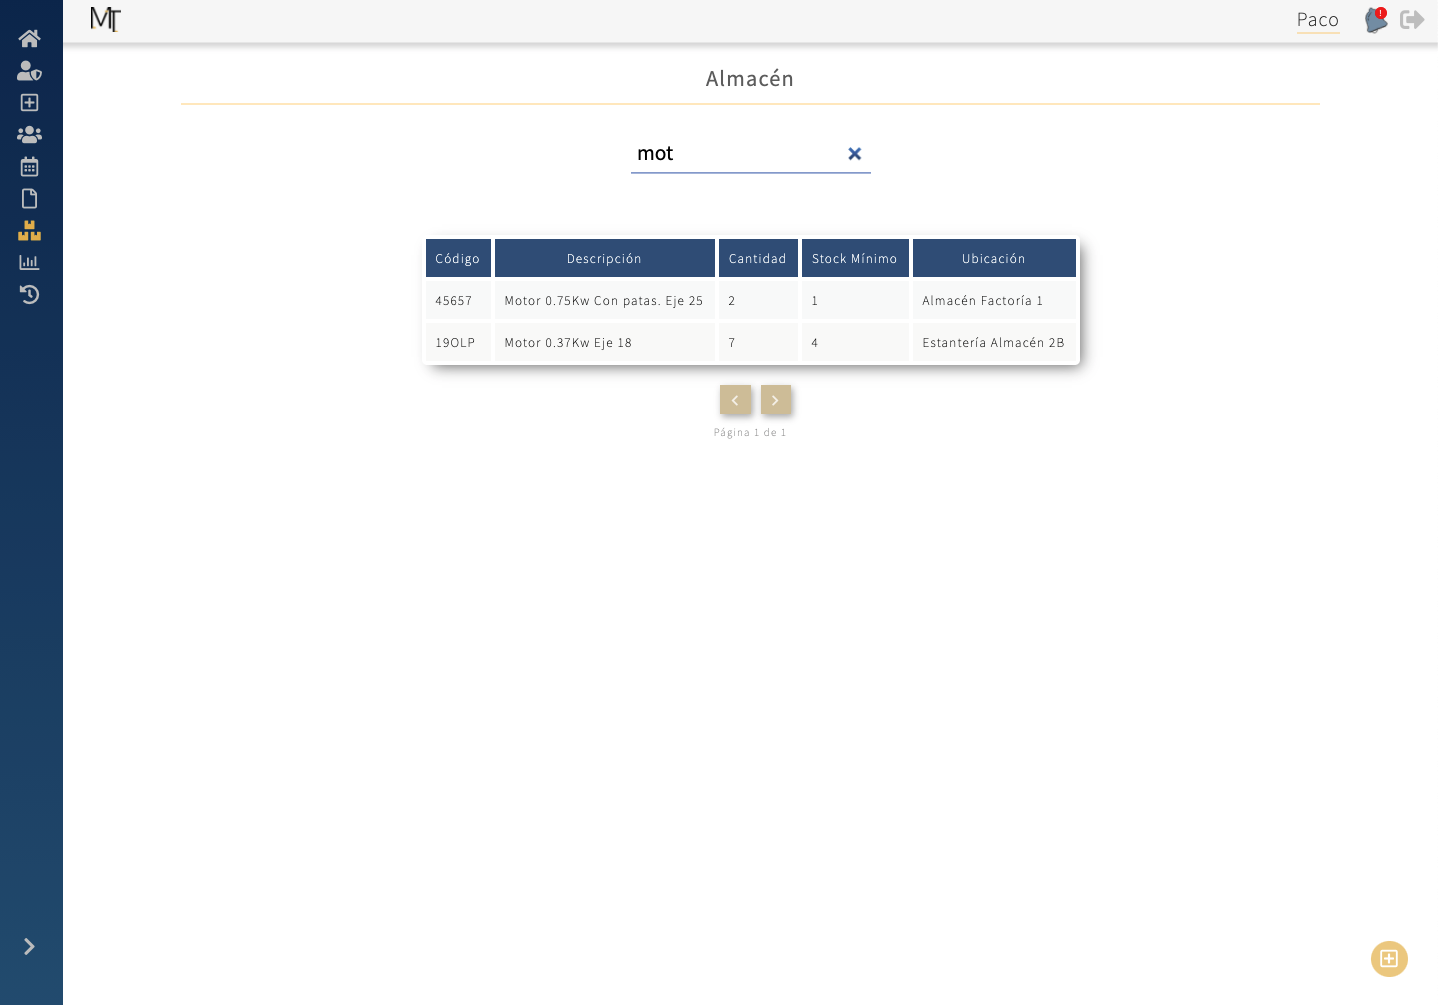 MT
Paco
!
Almacén
mot
Código Descripción Cantidad Stock Mínimo Ubicación
45657 Motor 0.75Kw Con patas. Eje 25 2 1 Almacén Factoría 1
19OLP Motor 0.37Kw Eje 18 7 4 Estantería Almacén 2B
Página 1 de 1